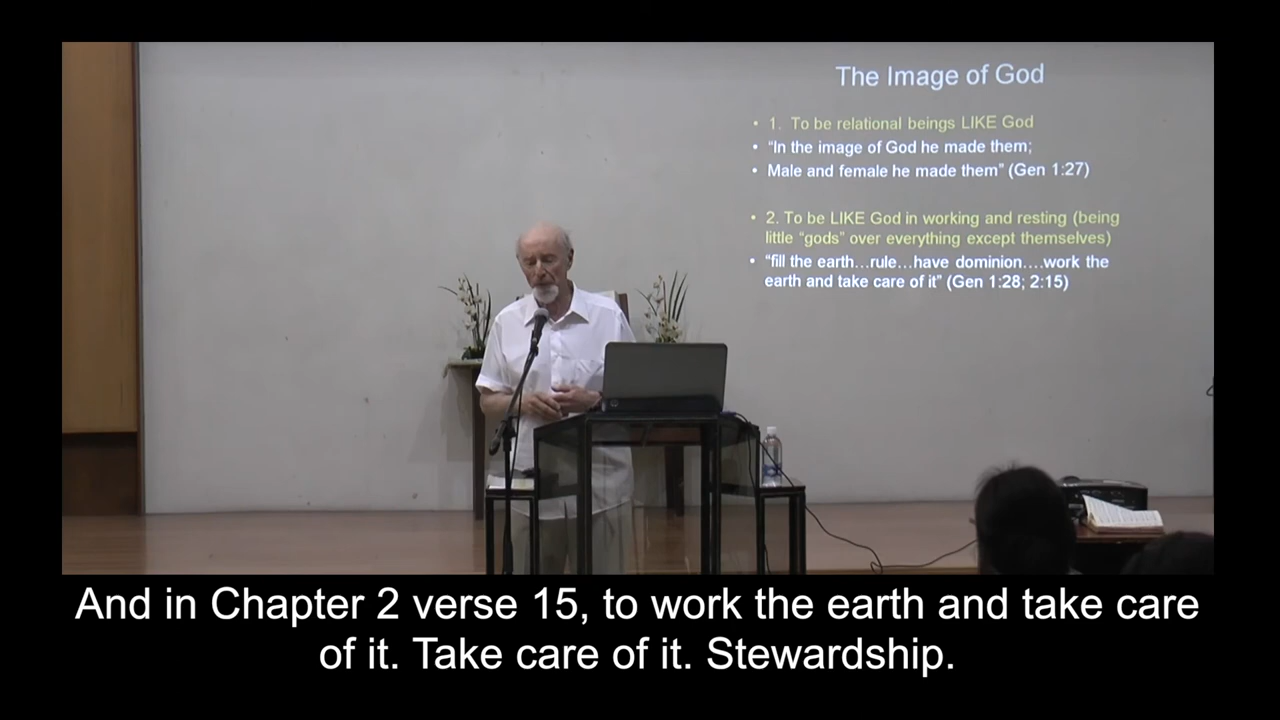 The Image of God
• 1. To be relational beings LIKE God
• “In the image of God he made them;
• Male and female he made them” (Gen 1:27)
• 2. To be LIKE God in working and resting (being
little “gods” over everything except themselves)
• “fill the earth…rule…have dominion….work the
earth and take care of it” (Gen 1:28; 2:15)
And in Chapter 2 verse 15, to work the earth and take care
of it. Take care of it. Stewardship.